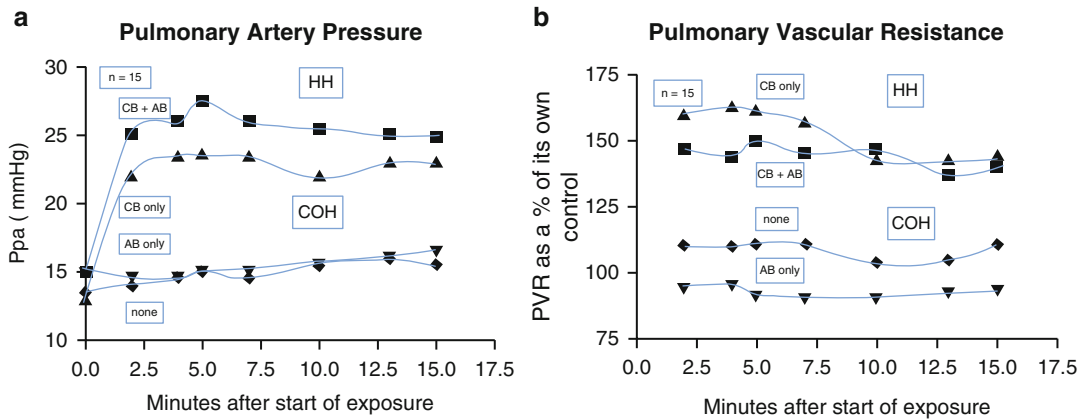 a
Pulmonary Artery Pressure
30
25
20
15
10
Ppa ( mmHg)
n = 15
CB + AB
HH
CB only
COH
AB only
none
0.0 2.5 5.0 7.5 10.0 12.5 15.0 17.5
Minutes after start of exposure
b
Pulmonary Vascular Resistance
175
150
125
100
75
PVR as a % of its own
control
n = 15
CB only
HH
CB + AB
none
COH
AB only
0.0 2.5 5.0 7.5 10.0 12.5 15.0 17.5
Minutes after start of exposure